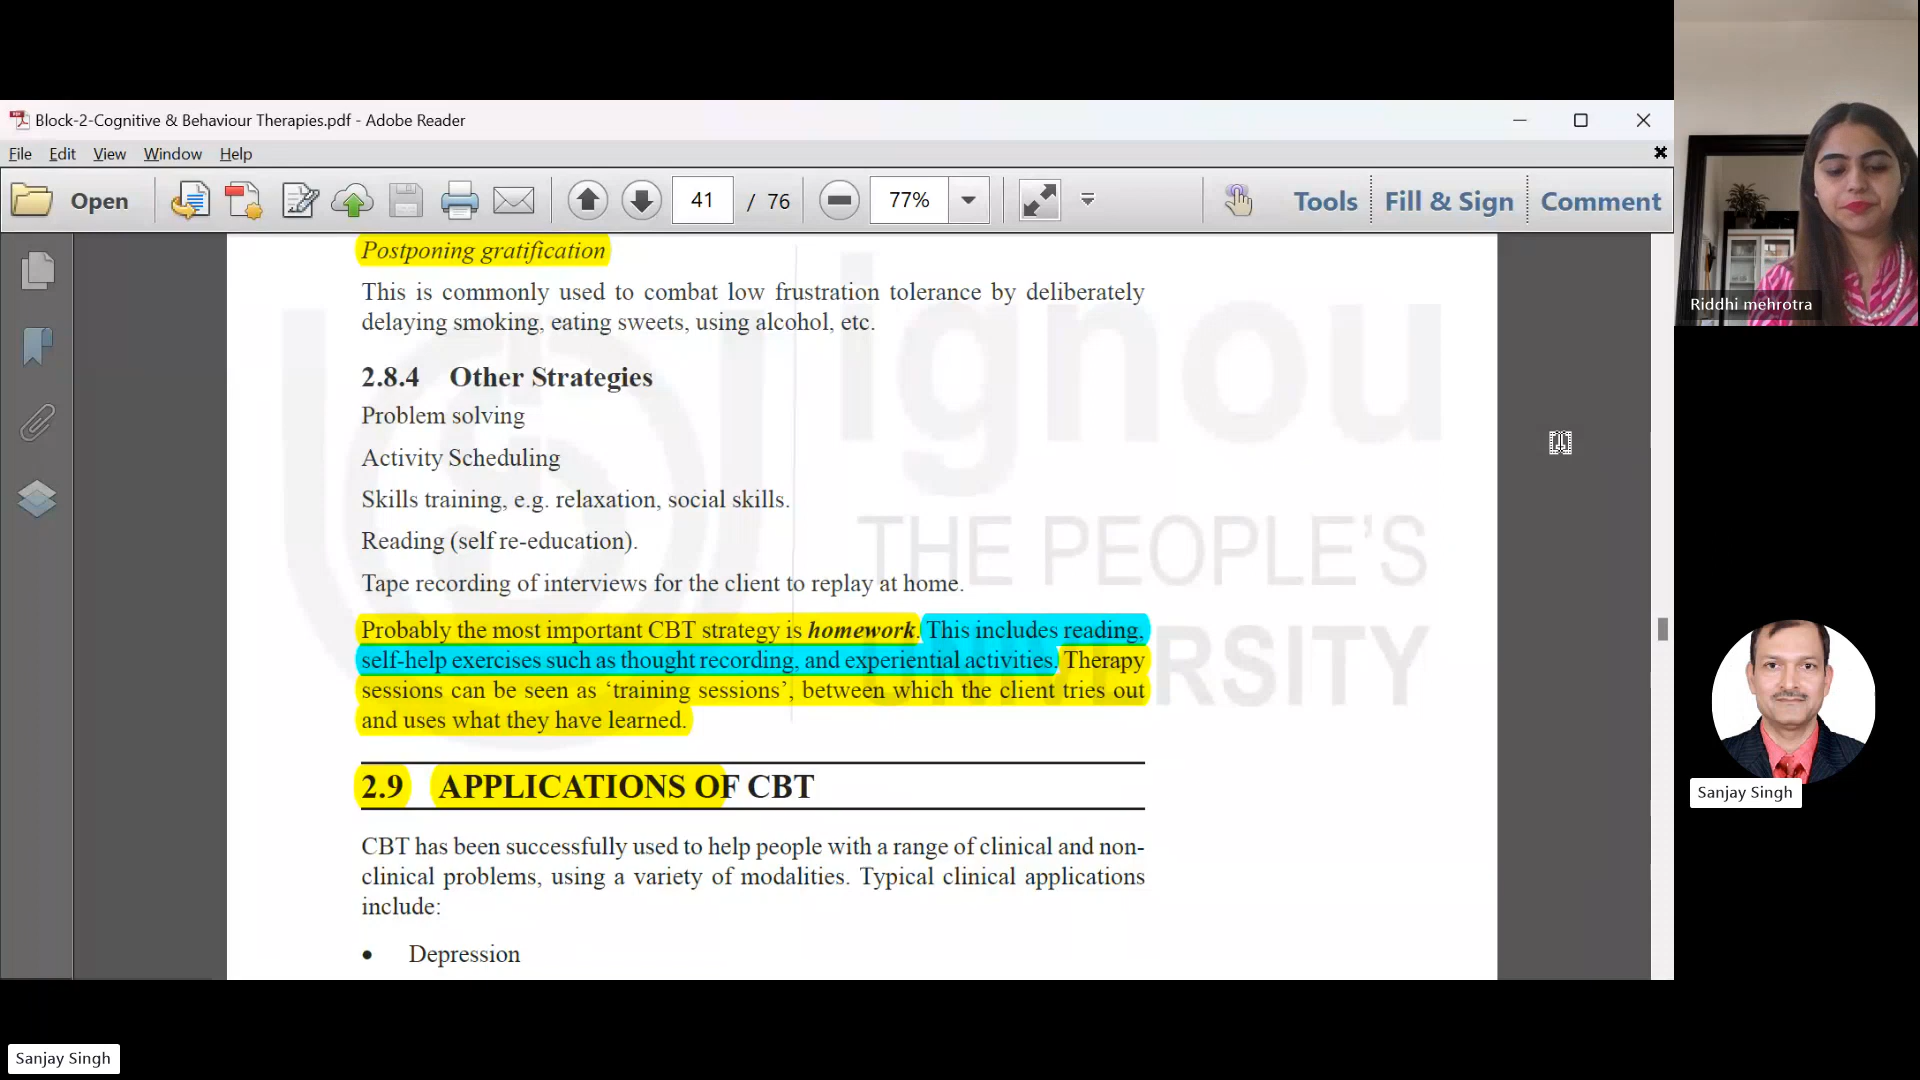 Block-2-Cognitive & Behaviour Therapies.pdf - Adobe Reader
File Edit View Window Help
Open 41 / 76 77% Tools Fill & Sign Comment
Postponing gratification
This is commonly used to combat low frustration tolerance by deliberately
delaying smoking, eating sweets, using alcohol, etc.
2.8.4 Other Strategies
Problem solving
Activity Scheduling
Skills training, e.g. relaxation, social skills.
Reading (self re-education).
Tape recording of interviews for the client to replay at home.
Probably the most important CBT strategy is homework. This includes reading,
self-help exercises such as thought recording, and experiential activities. Therapy
sessions can be seen as ‘training sessions’, between which the client tries out
and uses what they have learned.
2.9 APPLICATIONS OF CBT
CBT has been successfully used to help people with a range of clinical and non-
clinical problems, using a variety of modalities. Typical clinical applications
include:
• Depression
ignou
THE PEOPLE'S
UNIVERSITY
Riddhi mehrotra
Sanjay Singh
Sanjay Singh